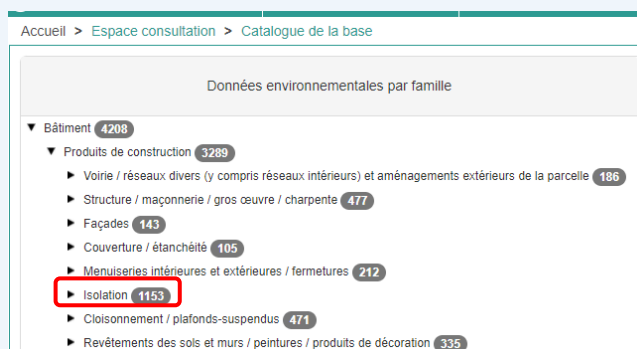 Accueil > Espace consultation > Catalogue de la base
Données environnementales par famille
▼ Bâtiment 4208
▼ Produits de construction 3289
► Voirie / réseaux divers (y compris réseaux intérieurs) et aménagements extérieurs de la parcelle 186
► Structure / maçonnerie / gros œuvre / charpente 477
► Façades 143
► Couverture / étanchéité 105
► Menuiseries intérieures et extérieures / fermetures 212
► Isolation 1153
► Cloisonnement / plafonds-suspendus 471
► Revêtements des sols et murs / peintures / produits de décoration 335